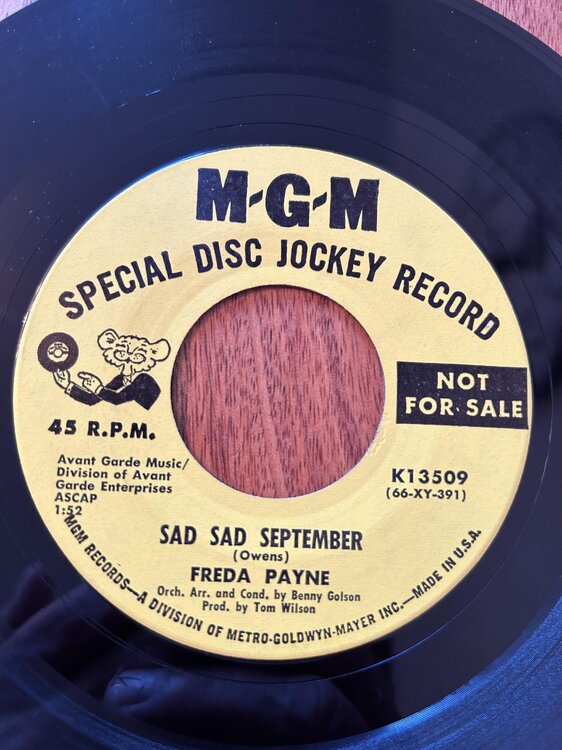 M-G-M
SPECIAL DISC JOCKEY RECORD
NOT
FOR SALE
45 R.P.M.
Avant Garde Music/
Division of Avant
Garde Enterprises
ASCAP
1:52
K13509
(66-XY-391)
SAD SAD SEPTEMBER
(Owens)
FREDA PAYNE
Orch. Arr. and Cond. by Benny Golson
Prod. by Tom Wilson
MGM RECORDS—A DIVISION OF METRO-GOLDWYN-MAYER INC.—MADE IN U.S.A.